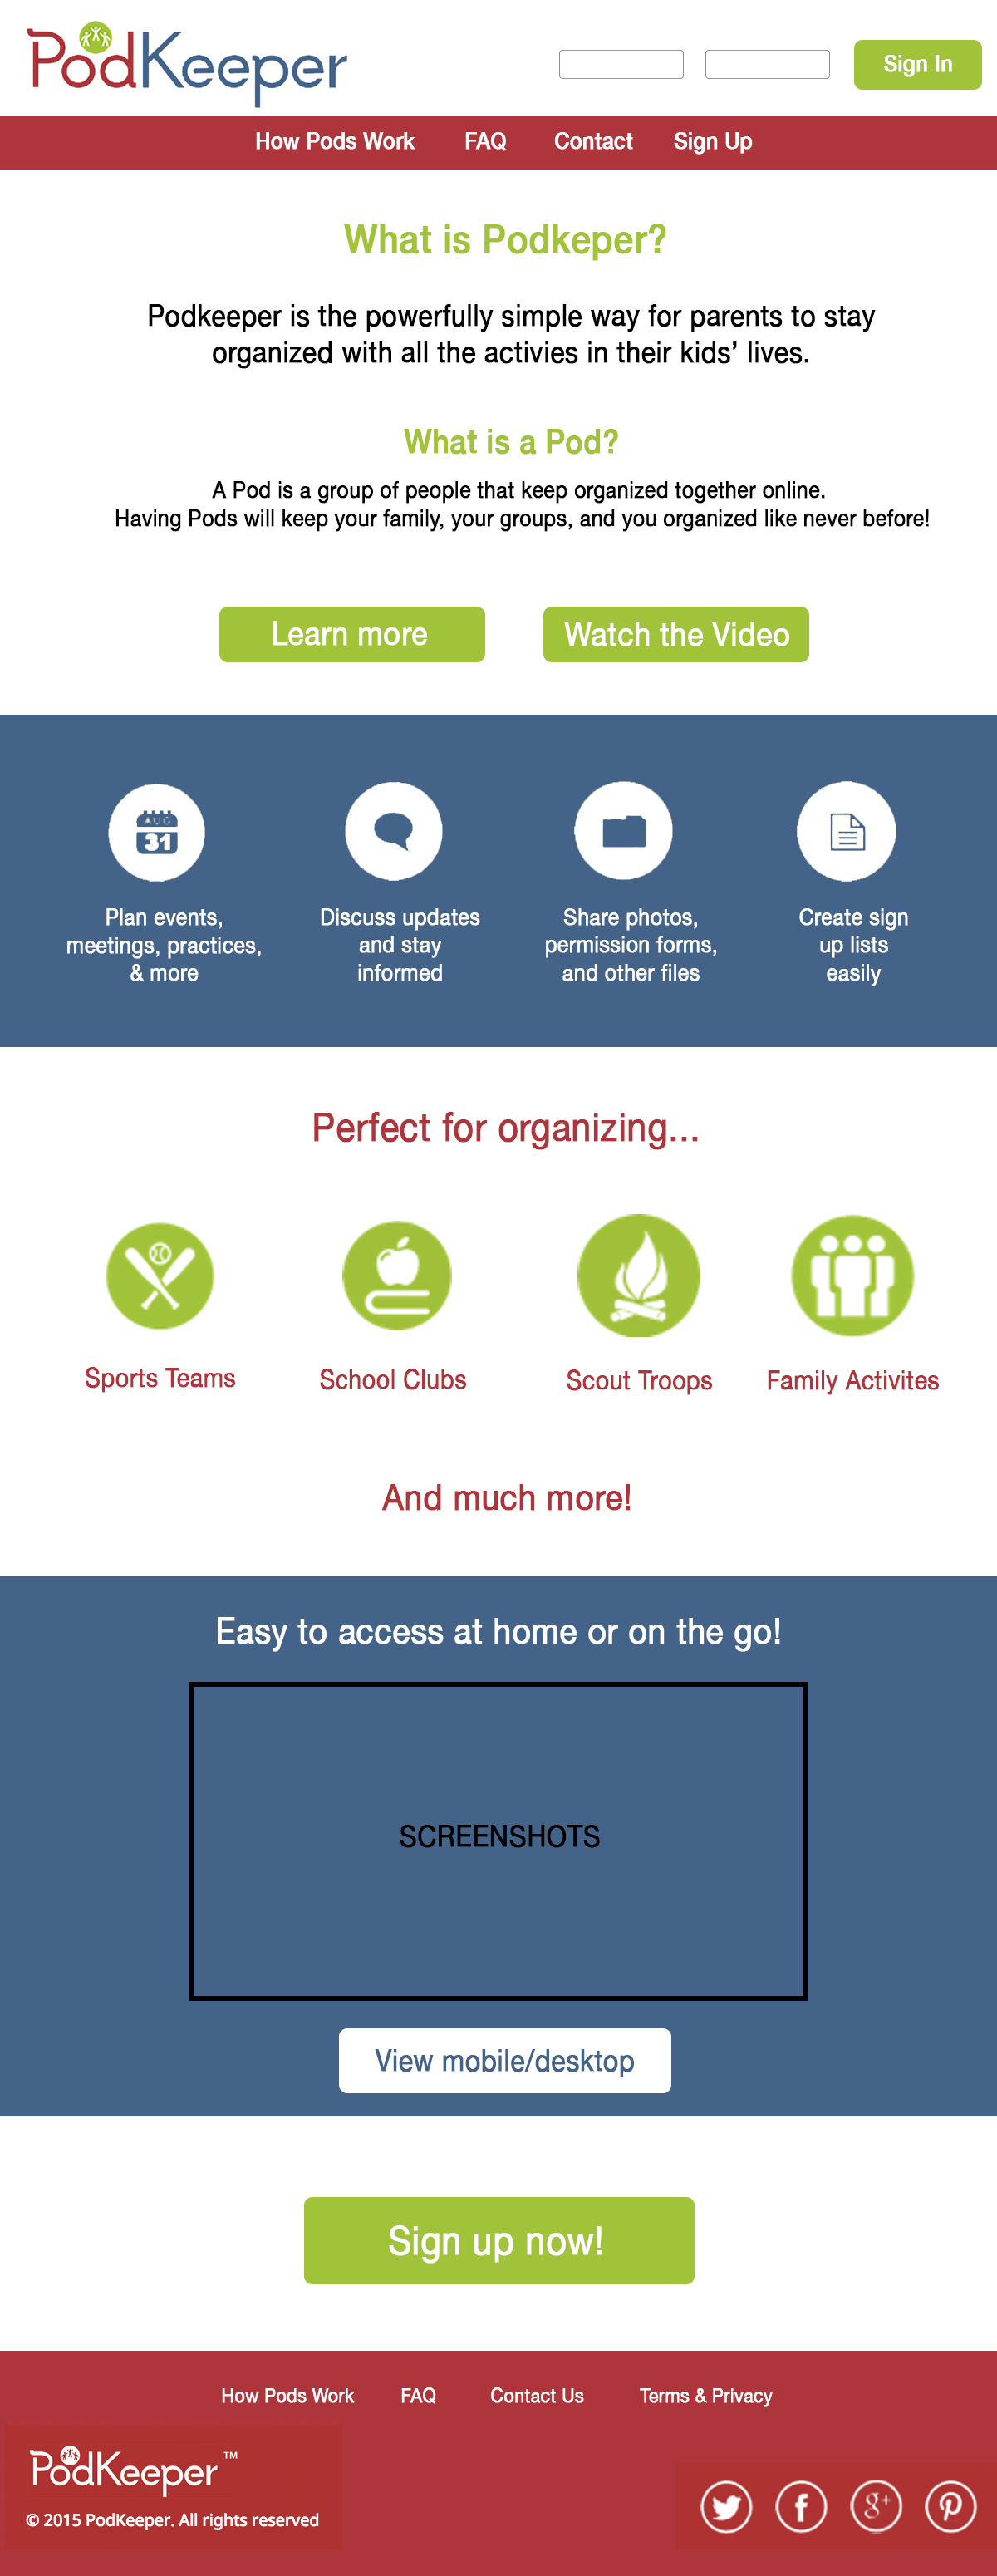 PodKeeper
Sign In
How Pods Work FAQ Contact Sign Up
What is Podkeper?
Podkeeper is the powerfully simple way for parents to stay
organized with all the activies in their kids’ lives.
What is a Pod?
A Pod is a group of people that keep organized together online.
Having Pods will keep your family, your groups, and you organized like never before!
Learn more
Watch the Video
AUG
31
Plan events,
meetings, practices,
& more
Discuss updates
and stay
informed
Share photos,
permission forms,
and other files
Create sign
up lists
easily
Perfect for organizing...
Sports Teams
School Clubs
Scout Troops
Family Activites
And much more!
Easy to access at home or on the go!
SCREENSHOTS
View mobile/desktop
Sign up now!
How Pods Work FAQ Contact Us Terms & Privacy
PodKeeper ™
© 2015 PodKeeper. All rights reserved
f
g+